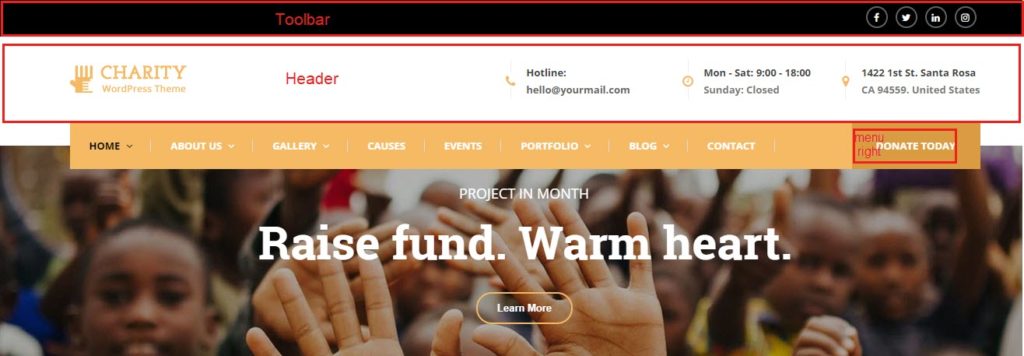 Toolbar
CHARITY
WordPress Theme
Header
Hotline:
hello@yourmail.com
Mon - Sat: 9:00 - 18:00
Sunday: Closed
1422 1st St. Santa Rosa
CA 94559. United States
HOME ABOUT US GALLERY CAUSES EVENTS PORTFOLIO BLOG CONTACT
menu
right
DONATE TODAY
PROJECT IN MONTH
Raise fund. Warm heart.
Learn More